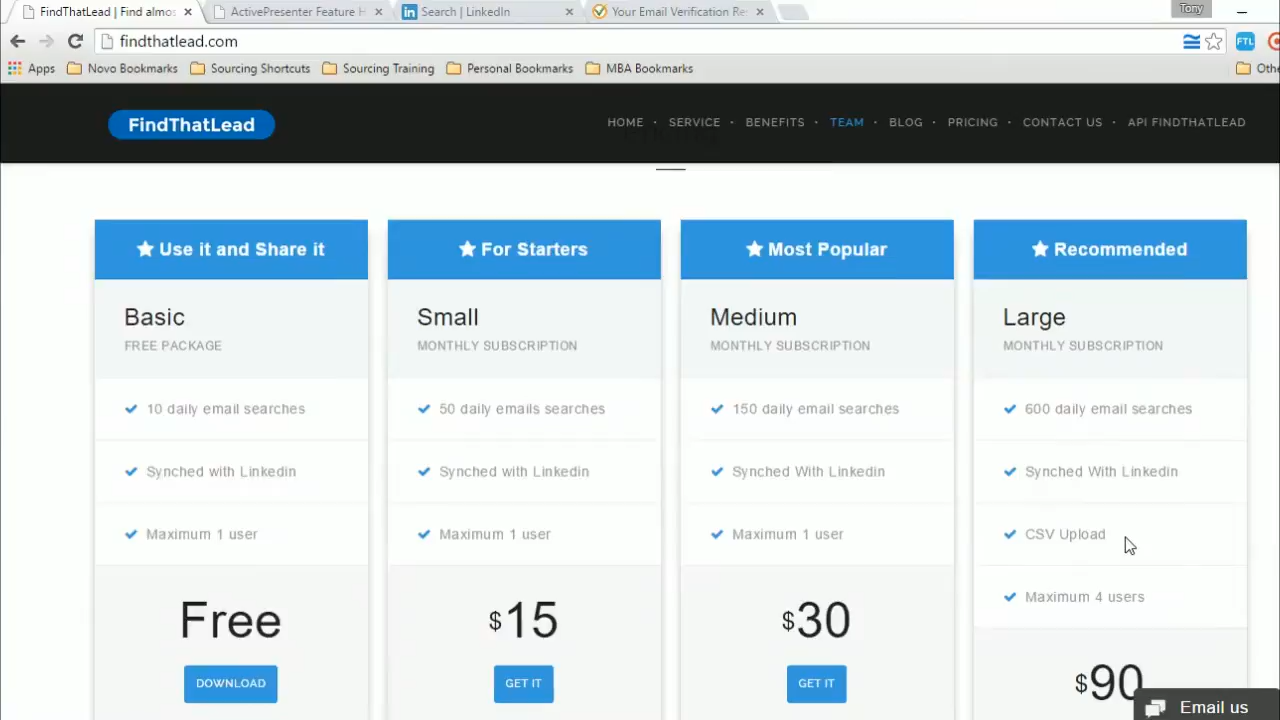 FindThatLead | Find almos
ActivePresenter Feature H
Search | LinkedIn
Your Email Verification Re
Tony
findthatlead.com
FTL
Apps
Novo Bookmarks
Sourcing Shortcuts
Sourcing Training
Personal Bookmarks
MBA Bookmarks
Othe
FindThatLead
HOME · SERVICE · BENEFITS · TEAM · BLOG · PRICING · CONTACT US · API FINDTHATLEAD
Use it and Share it
Basic
FREE PACKAGE
10 daily email searches
Synched with Linkedin
Maximum 1 user
Free
DOWNLOAD
For Starters
Small
MONTHLY SUBSCRIPTION
50 daily emails searches
Synched with Linkedin
Maximum 1 user
$15
GET IT
Most Popular
Medium
MONTHLY SUBSCRIPTION
150 daily email searches
Synched With Linkedin
Maximum 1 user
$30
GET IT
Recommended
Large
MONTHLY SUBSCRIPTION
600 daily email searches
Synched With Linkedin
CSV Upload
Maximum 4 users
$90
Email us